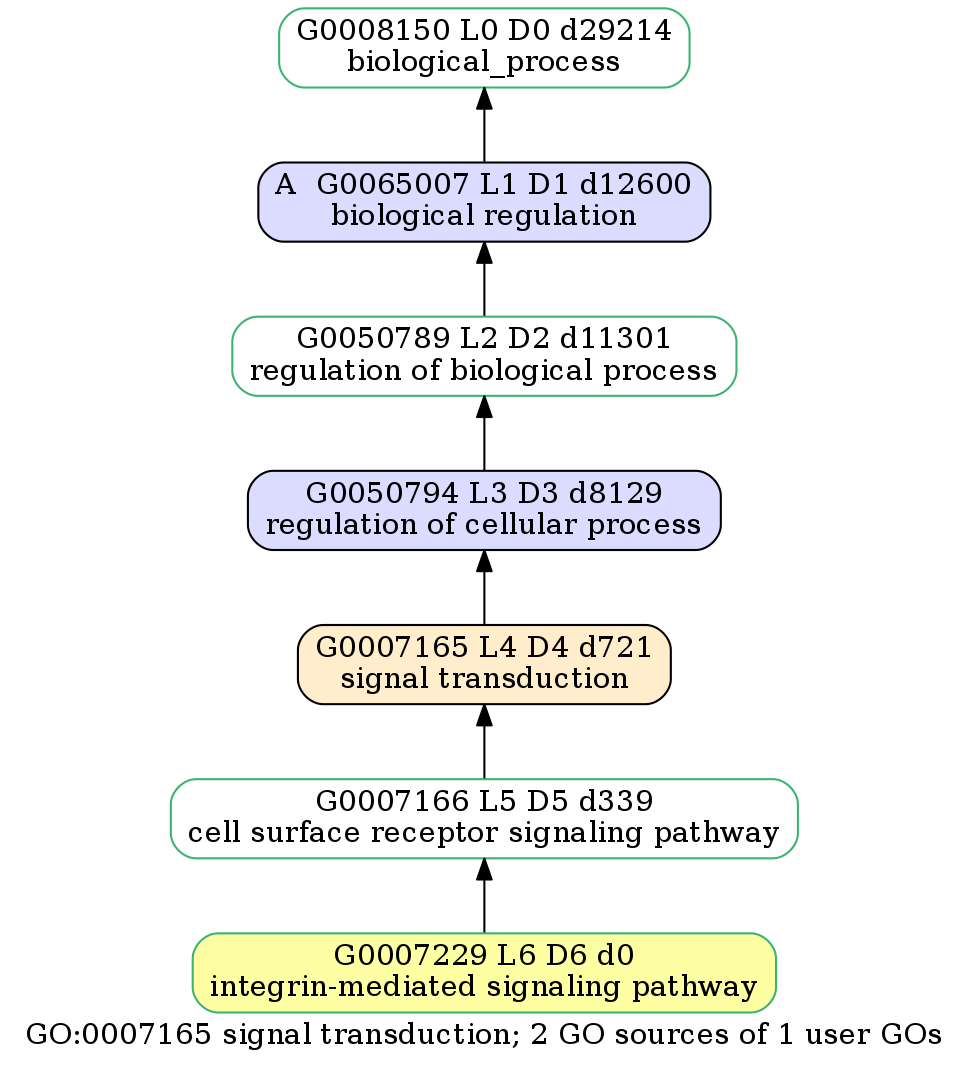 G0008150 L0 D0 d29214
biological_process
A  G0065007 L1 D1 d12600
biological regulation
G0050789 L2 D2 d11301
regulation of biological process
G0050794 L3 D3 d8129
regulation of cellular process
G0007165 L4 D4 d721
signal transduction
G0007166 L5 D5 d339
cell surface receptor signaling pathway
G0007229 L6 D6 d0
integrin-mediated signaling pathway
GO:0007165 signal transduction; 2 GO sources of 1 user GOs